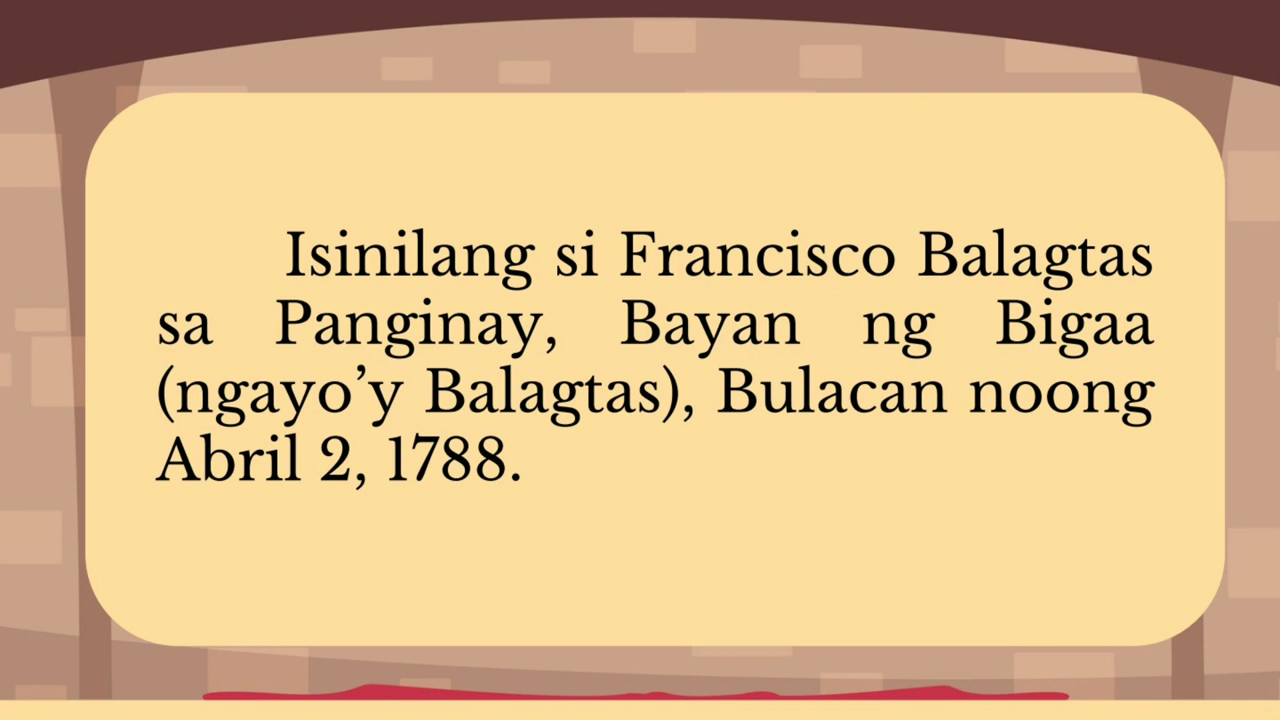 Isinilang si Francisco Balagtas
sa Panginay, Bayan ng Bigaa
(ngayo’y Balagtas), Bulacan noong
Abril 2, 1788.